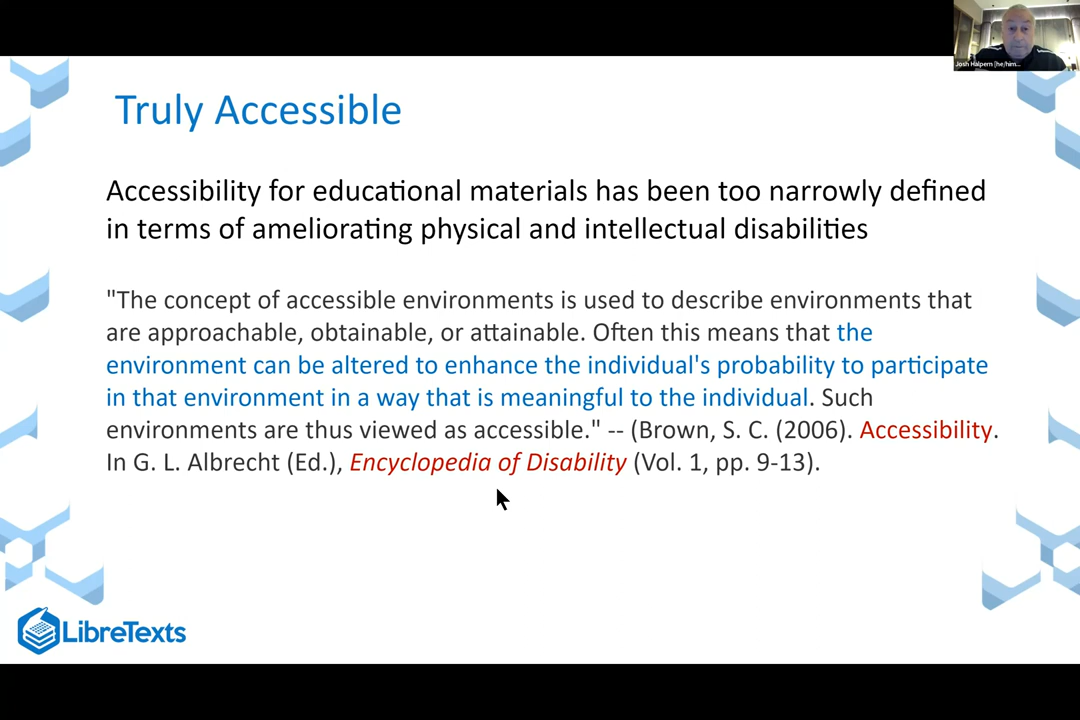 Josh Halpern [he/him...
Truly Accessible
Accessibility for educational materials has been too narrowly defined
in terms of ameliorating physical and intellectual disabilities
"The concept of accessible environments is used to describe environments that
are approachable, obtainable, or attainable. Often this means that the
environment can be altered to enhance the individual's probability to participate
in that environment in a way that is meaningful to the individual. Such
environments are thus viewed as accessible." -- (Brown, S. C. (2006). Accessibility.
In G. L. Albrecht (Ed.), Encyclopedia of Disability (Vol. 1, pp. 9-13).
LibreTexts